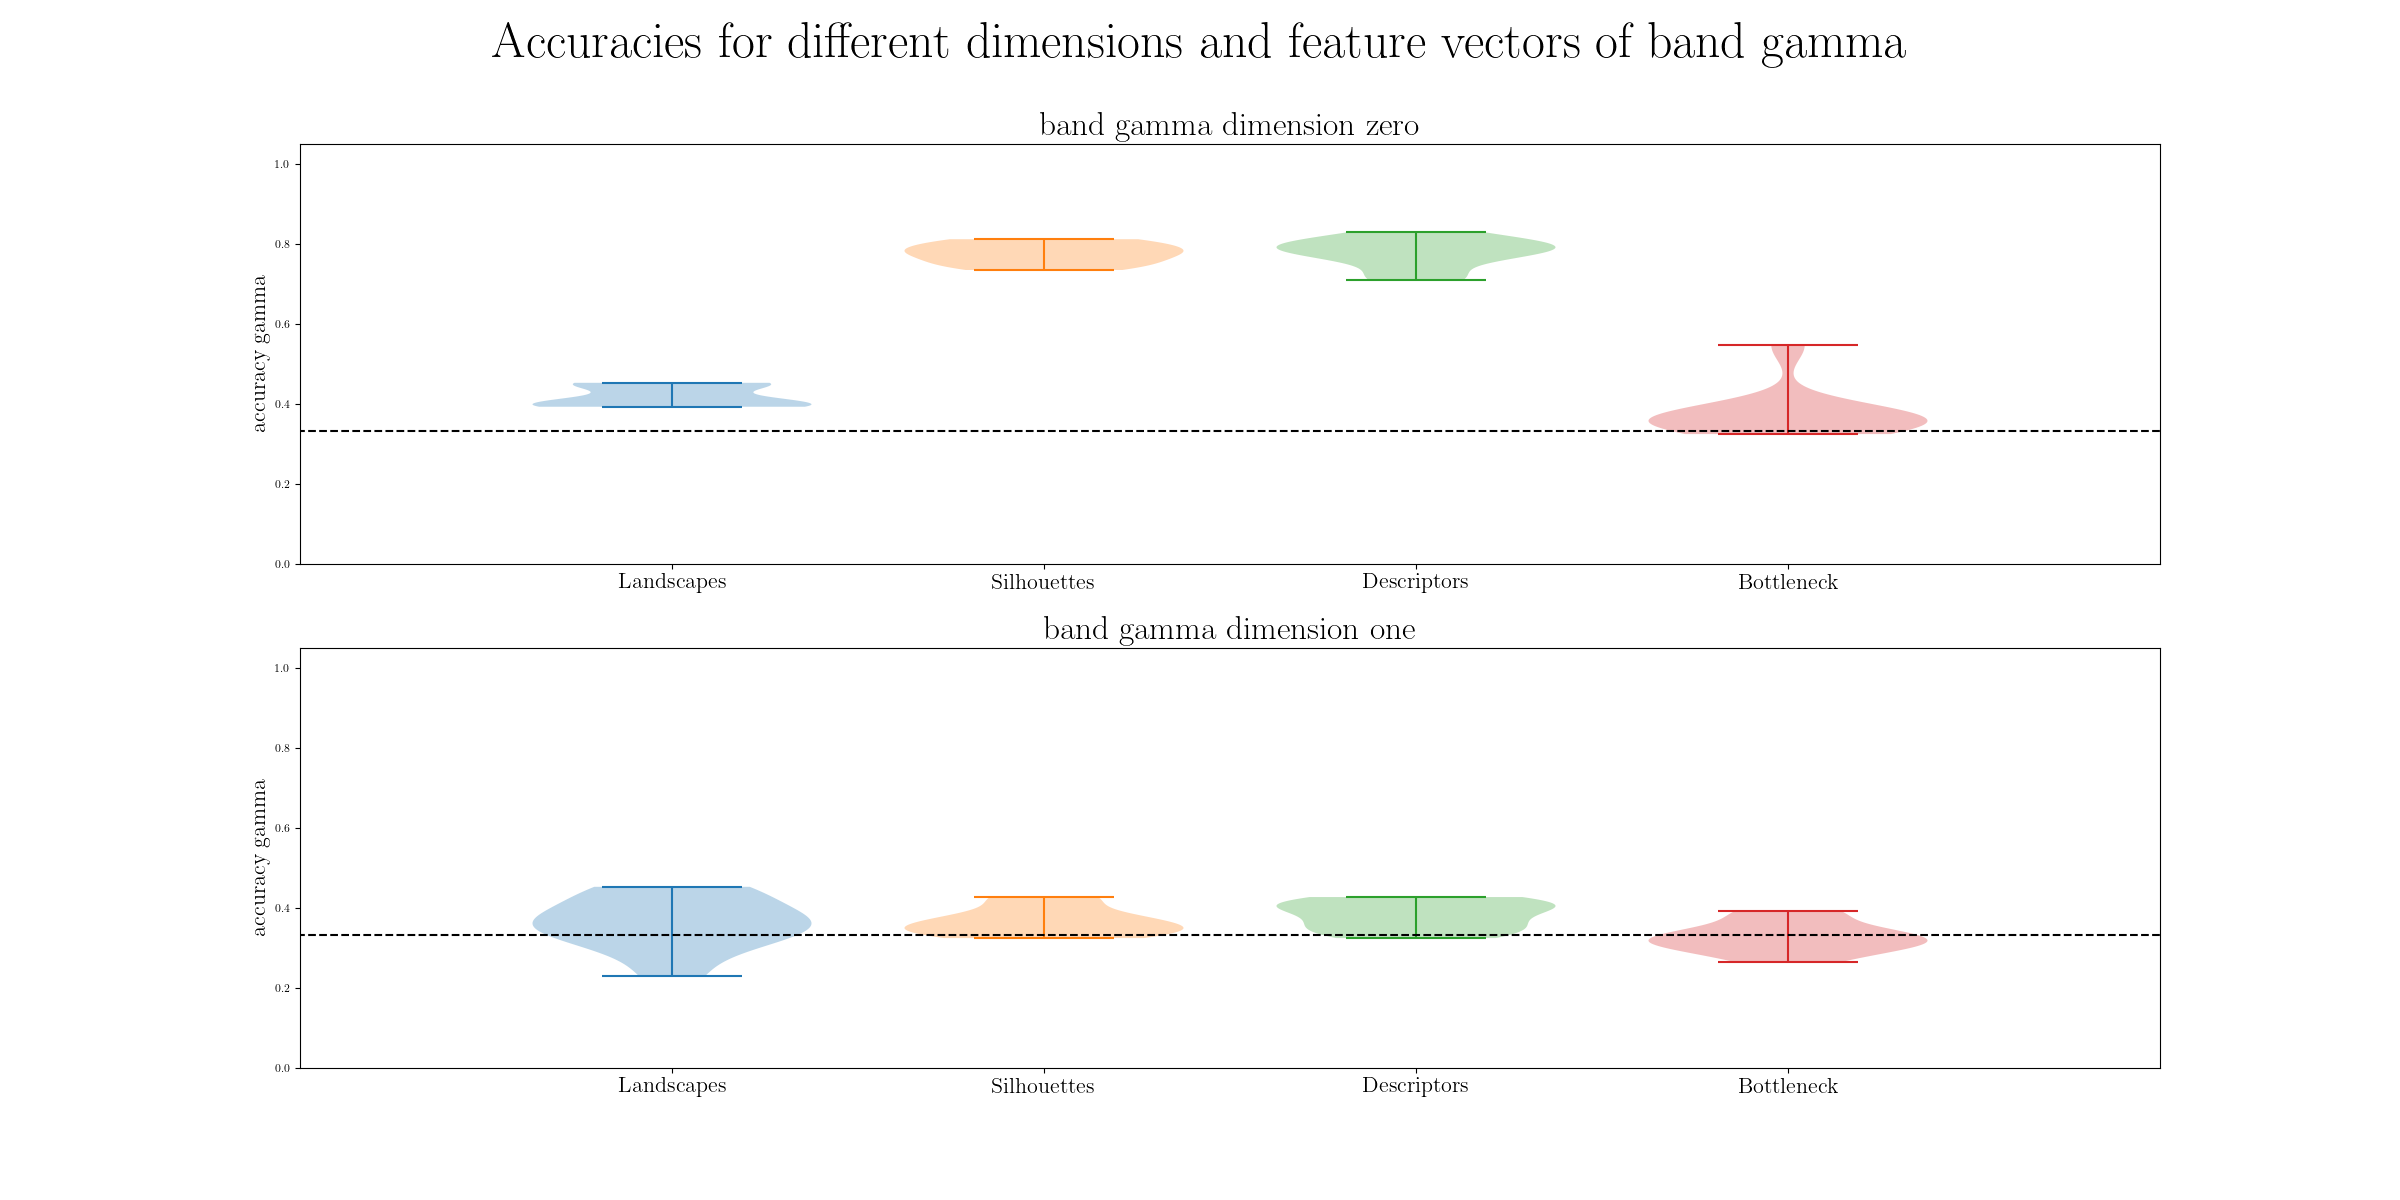 Accuracies for different dimensions and feature vectors of band gamma
band gamma dimension zero
accuracy gamma
1.0
0.8
0.6
0.4
0.2
0.0
Landscapes Silhouettes Descriptors Bottleneck
band gamma dimension one
accuracy gamma
1.0
0.8
0.6
0.4
0.2
0.0
Landscapes Silhouettes Descriptors Bottleneck